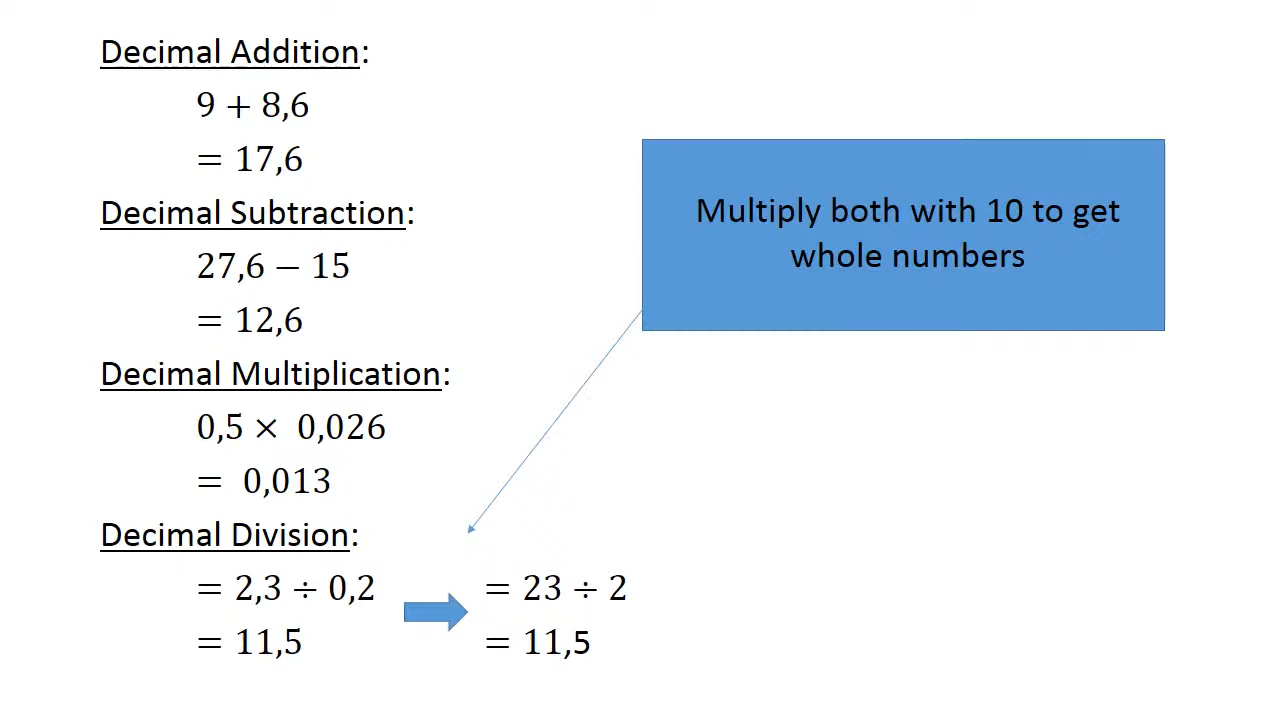 Decimal Addition:
9 + 8,6
= 17,6
Decimal Subtraction:
27,6 − 15
= 12,6
Decimal Multiplication:
0,5 × 0,026
= 0,013
Decimal Division:
= 2,3 ÷ 0,2
= 11,5
= 23 ÷ 2
= 11,5
Multiply both with 10 to get
whole numbers